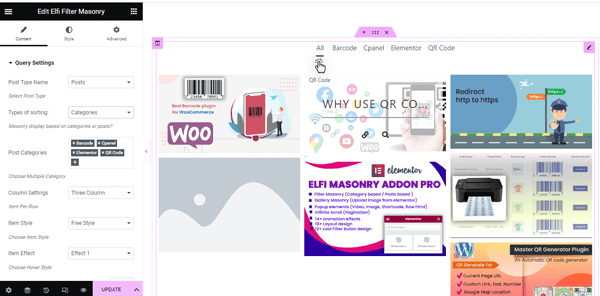 Edit Elfi Filter Masonry
Content
Style
Advanced
Query Settings
Post Type Name
Posts
Select Post Type
Types of sorting:
Categories
Masonry display based on categories or posts?
Post Categories
× Barcode
× Cpanel
× Elementor
× QR Code
Choose Multiple Category
Column Settings
Three Column
Item Per Row
Item Style
Free Style
Choose Item Style
Item Effect
Effect 1
Choose Hover Style
UPDATE
All
Barcode
Cpanel
Elementor
QR Code
QR Code
WHY USE QR CO...
Best Barcode plugin
for WooCommerce
WOO
Redirect
http to https
elementor
ELFI MASONRY ADDON PRO
Filter Masonry (Category based / Posts based )
Gallery Masonry (Upload image from elementor)
Popup elements (Video, Image, Shortcode, Raw html)
Infinite Scroll (Pagination)
14+ animation effects
10+ Layout design
12+ cool Filter button design
Master QR Generator Plugin
An Automatic QR code generator
QR Generate for
Current Page URL
Custom Link, Text, Number
Google Map Location